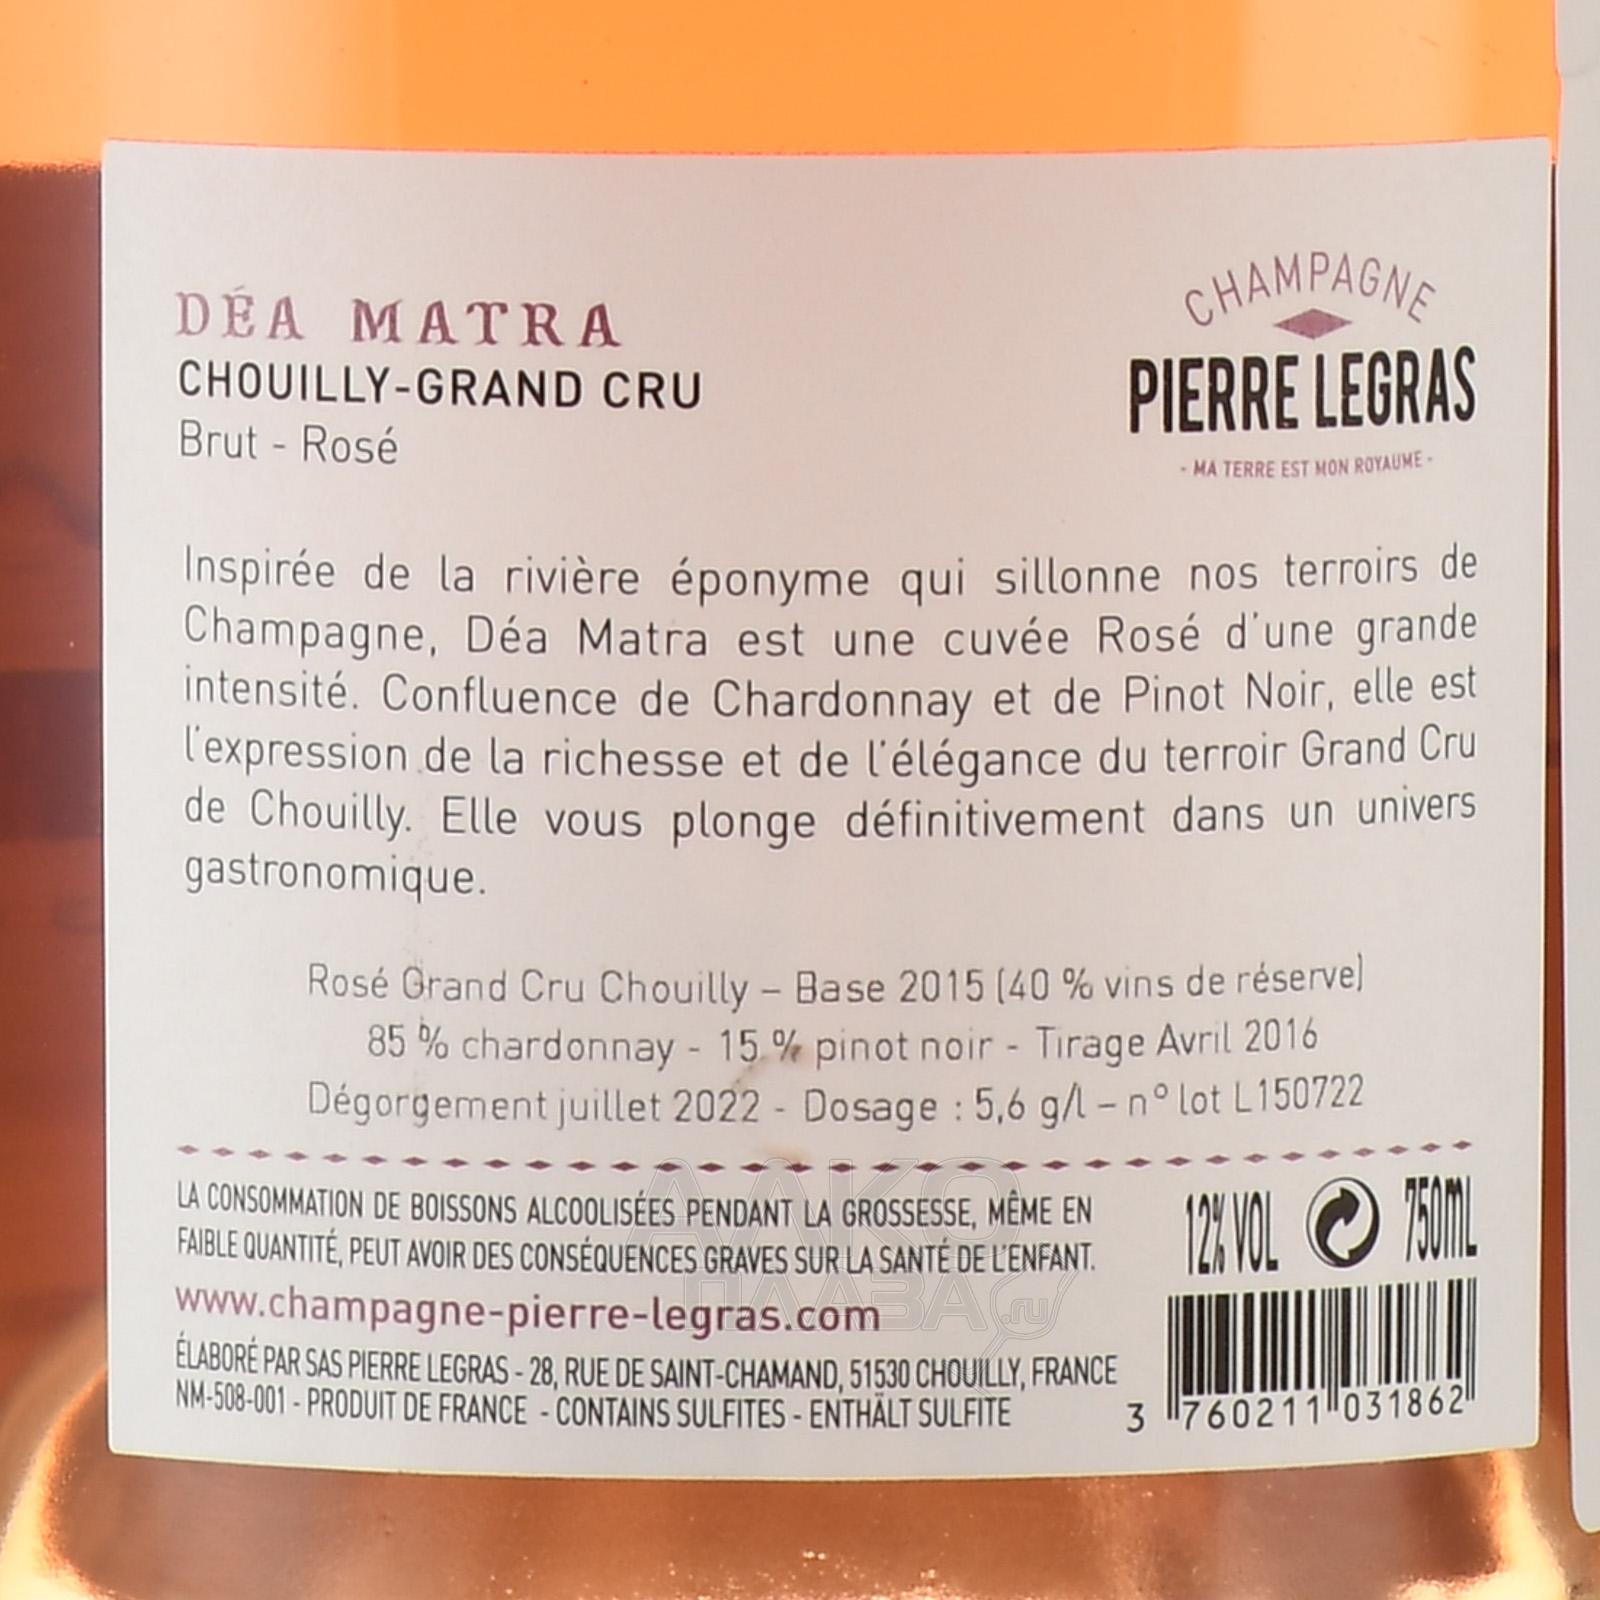 DÉA MATRA
CHOUILLY-GRAND CRU
Brut - Rosé
CHAMPAGNE
PIERRE LEGRAS
- MA TERRE EST MON ROYAUME -
Inspirée de la rivière éponyme qui sillonne nos terroirs de
Champagne, Déa Matra est une cuvée Rosé d'une grande
intensité. Confluence de Chardonnay et de Pinot Noir, elle est
l'expression de la richesse et de l'élégance du terroir Grand Cru
de Chouilly. Elle vous plonge définitivement dans un univers
gastronomique.
Rosé Grand Cru Chouilly – Base 2015 (40 % vins de réserve)
85 % chardonnay - 15 % pinot noir - Tirage Avril 2016
Dégorgement juillet 2022 - Dosage : 5,6 g/l – n° lot L150722
LA CONSOMMATION DE BOISSONS ALCOOLISÉES PENDANT LA GROSSESSE, MÊME EN
FAIBLE QUANTITÉ, PEUT AVOIR DES CONSÉQUENCES GRAVES SUR LA SANTÉ DE L'ENFANT.
www.champagne-pierre-legras.com
ÉLABORÉ PAR SAS PIERRE LEGRAS - 28, RUE DE SAINT-CHAMAND, 51530 CHOUILLY, FRANCE
NM-508-001 - PRODUIT DE FRANCE - CONTAINS SULFITES - ENTHÄLT SULFITE
12% VOL 750mL
3 760211 031862
АЛКО
ПЛАЗА.ru